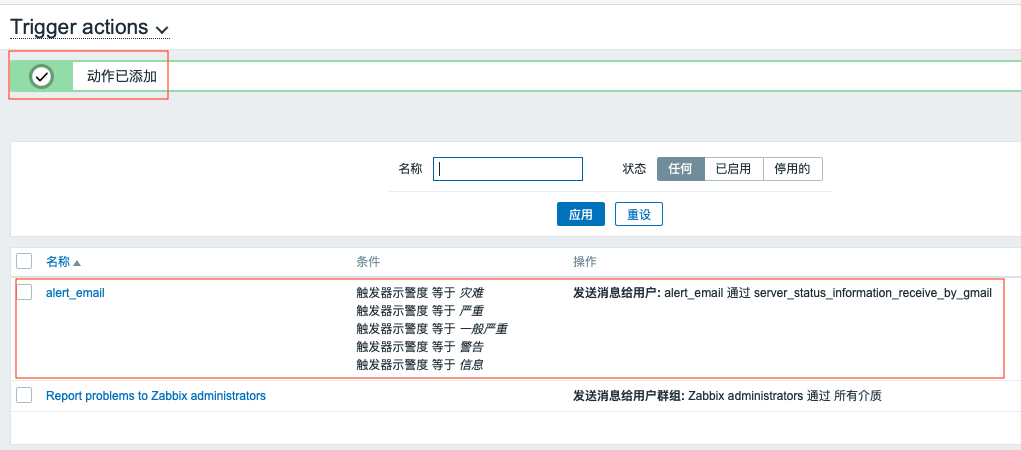 Trigger actions
动作已添加
名称 状态 任何 已启用 停用的
应用 重设
名称 条件 操作
alert_email 触发器示警度 等于 灾难 发送消息给用户: alert_email 通过 server_status_information_receive_by_gmail
触发器示警度 等于 严重
触发器示警度 等于 一般严重
触发器示警度 等于 警告
触发器示警度 等于 信息
Report problems to Zabbix administrators 发送消息给用户群组: Zabbix administrators 通过 所有介质